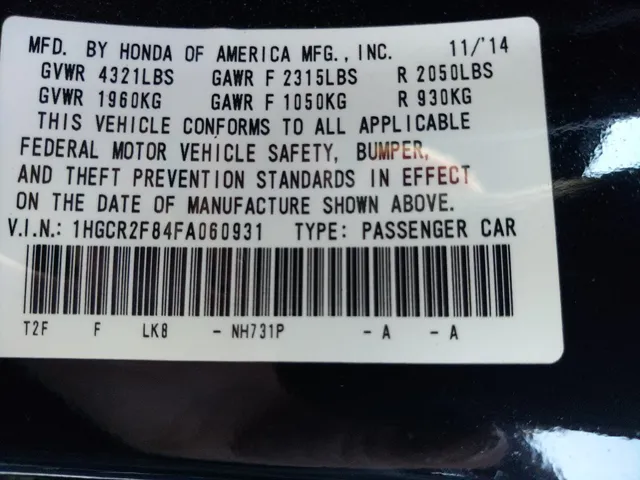 MFD. BY HONDA OF AMERICA MFG., INC. 11/'14
GVWR 4321LBS GAWR F 2315LBS R 2050LBS
GVWR 1960KG GAWR F 1050KG R 930KG
THIS VEHICLE CONFORMS TO ALL APPLICABLE
FEDERAL MOTOR VEHICLE SAFETY, BUMPER,
AND THEFT PREVENTION STANDARDS IN EFFECT
ON THE DATE OF MANUFACTURE SHOWN ABOVE.
V.I.N.: 1HGCR2F84FA060931 TYPE: PASSENGER CAR
T2F F LK8 - NH731P - A - A